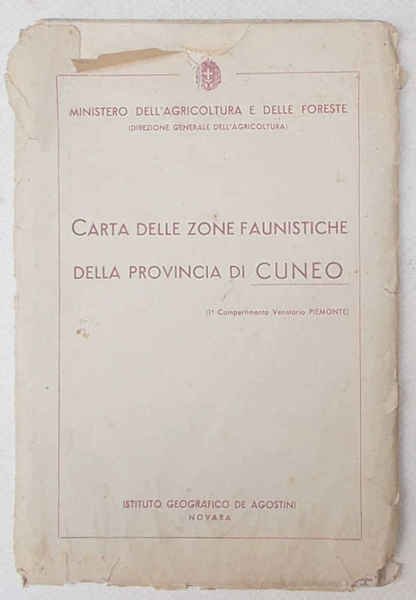 MINISTERO DELL'AGRICOLTURA E DELLE FORESTE
(DIREZIONE GENERALE DELL'AGRICOLTURA)
CARTA DELLE ZONE FAUNISTICHE
DELLA PROVINCIA DI CUNEO
(1° Compartimento Venatorio PIEMONTE)
ISTITUTO GEOGRAFICO DE AGOSTINI
NOVARA